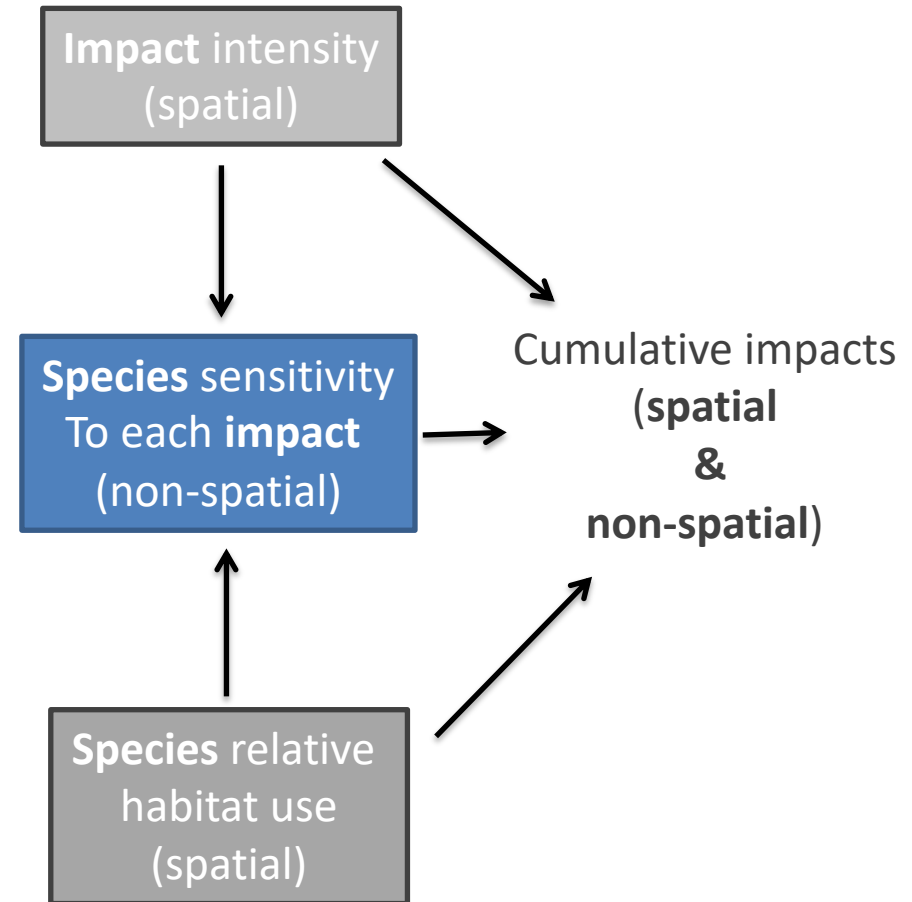 Impact intensity
(spatial)
Species sensitivity
To each impact
(non-spatial)
Cumulative impacts
(spatial
&
non-spatial)
Species relative
habitat use
(spatial)